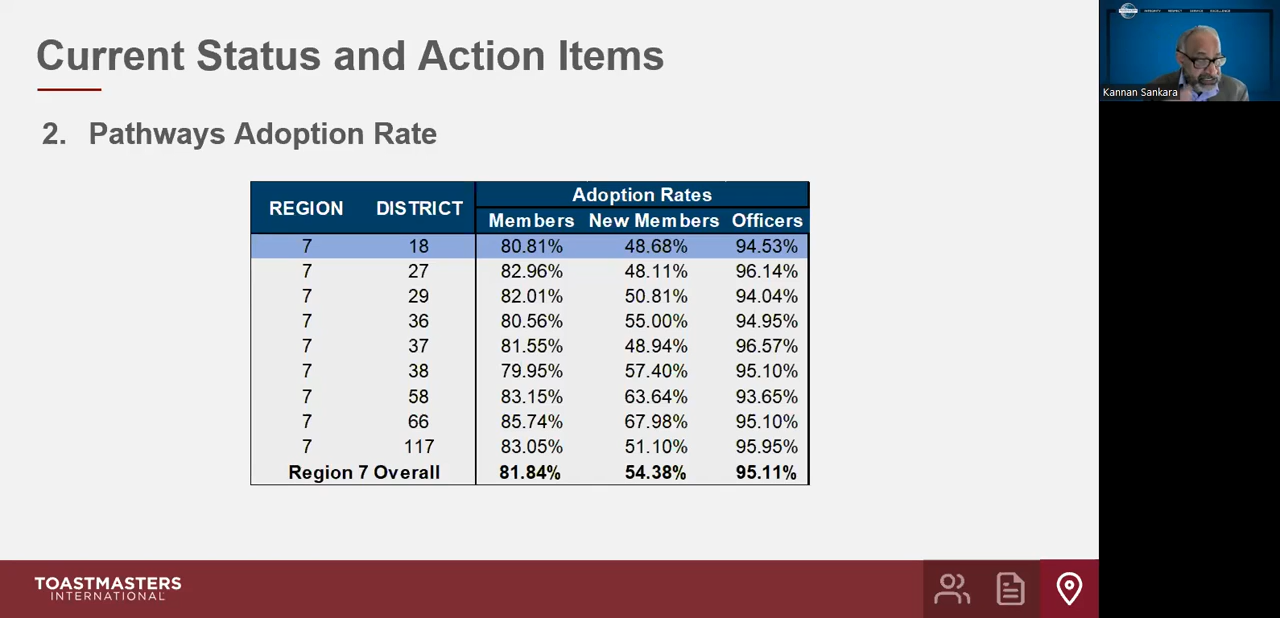 Current Status and Action Items
2. Pathways Adoption Rate
REGION DISTRICT Adoption Rates
Members New Members Officers
7 18 80.81% 48.68% 94.53%
7 27 82.96% 48.11% 96.14%
7 29 82.01% 50.81% 94.04%
7 36 80.56% 55.00% 94.95%
7 37 81.55% 48.94% 96.57%
7 38 79.95% 57.40% 95.10%
7 58 83.15% 63.64% 93.65%
7 66 85.74% 67.98% 95.10%
7 117 83.05% 51.10% 95.95%
Region 7 Overall 81.84% 54.38% 95.11%
TOASTMASTERS
INTERNATIONAL
Kannan Sankara